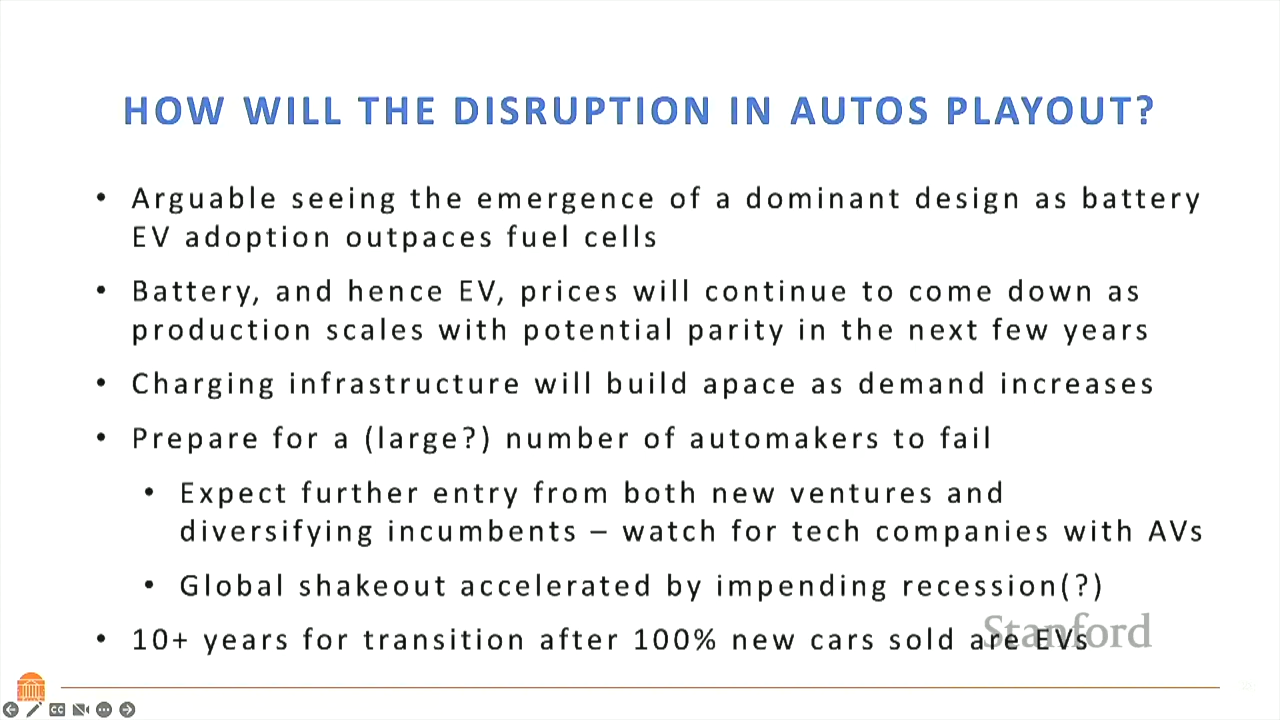 HOW WILL THE DISRUPTION IN AUTOS PLAYOUT?
• Arguable seeing the emergence of a dominant design as battery
EV adoption outpaces fuel cells
• Battery, and hence EV, prices will continue to come down as
production scales with potential parity in the next few years
• Charging infrastructure will build apace as demand increases
• Prepare for a (large?) number of automakers to fail
• Expect further entry from both new ventures and
diversifying incumbents – watch for tech companies with AVs
• Global shakeout accelerated by impending recession(?)
• 10+ years for transition after 100% new cars sold are EVs
Stanford
CC